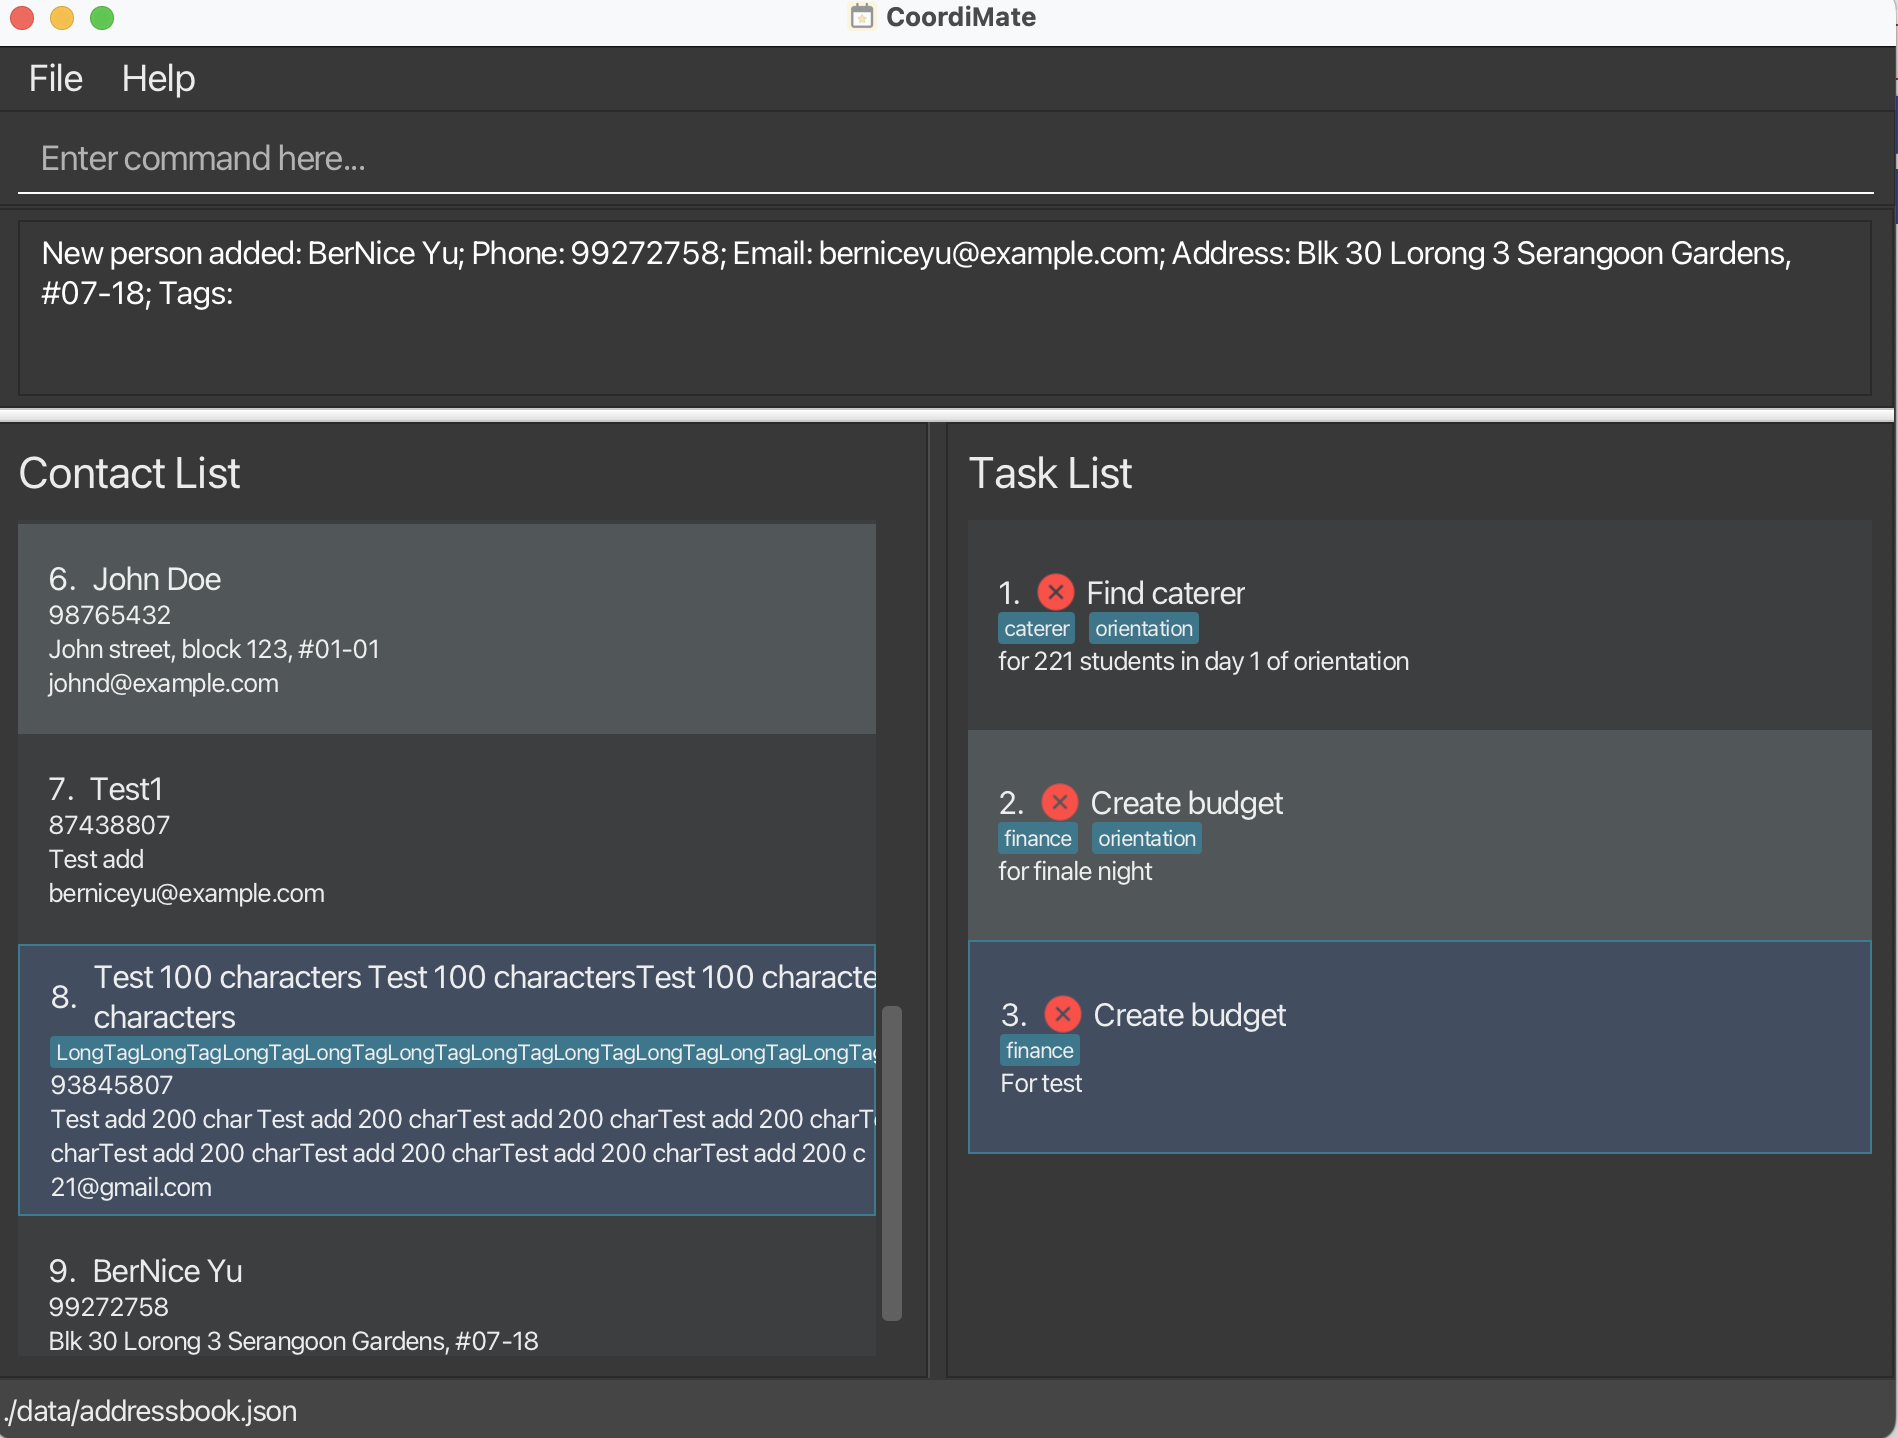 CoordiMate
File Help
Enter command here...
New person added: BerNice Yu; Phone: 99272758; Email: berniceyu@example.com; Address: Blk 30 Lorong 3 Serangoon Gardens,
#07-18; Tags:
Contact List
6. John Doe
98765432
John street, block 123, #01-01
johnd@example.com
7. Test1
87438807
Test add
berniceyu@example.com
8. Test 100 characters Test 100 charactersTest 100 characte
characters
LongTagLongTagLongTagLongTagLongTagLongTagLongTagLongTagLongTagLongTag
93845807
Test add 200 char Test add 200 charTest add 200 charTest add 200 charTe
charTest add 200 charTest add 200 charTest add 200 charTest add 200 c
21@gmail.com
9. BerNice Yu
99272758
Blk 30 Lorong 3 Serangoon Gardens, #07-18
Task List
1. Find caterer
caterer orientation
for 221 students in day 1 of orientation
2. Create budget
finance orientation
for finale night
3. Create budget
finance
For test
./data/addressbook.json